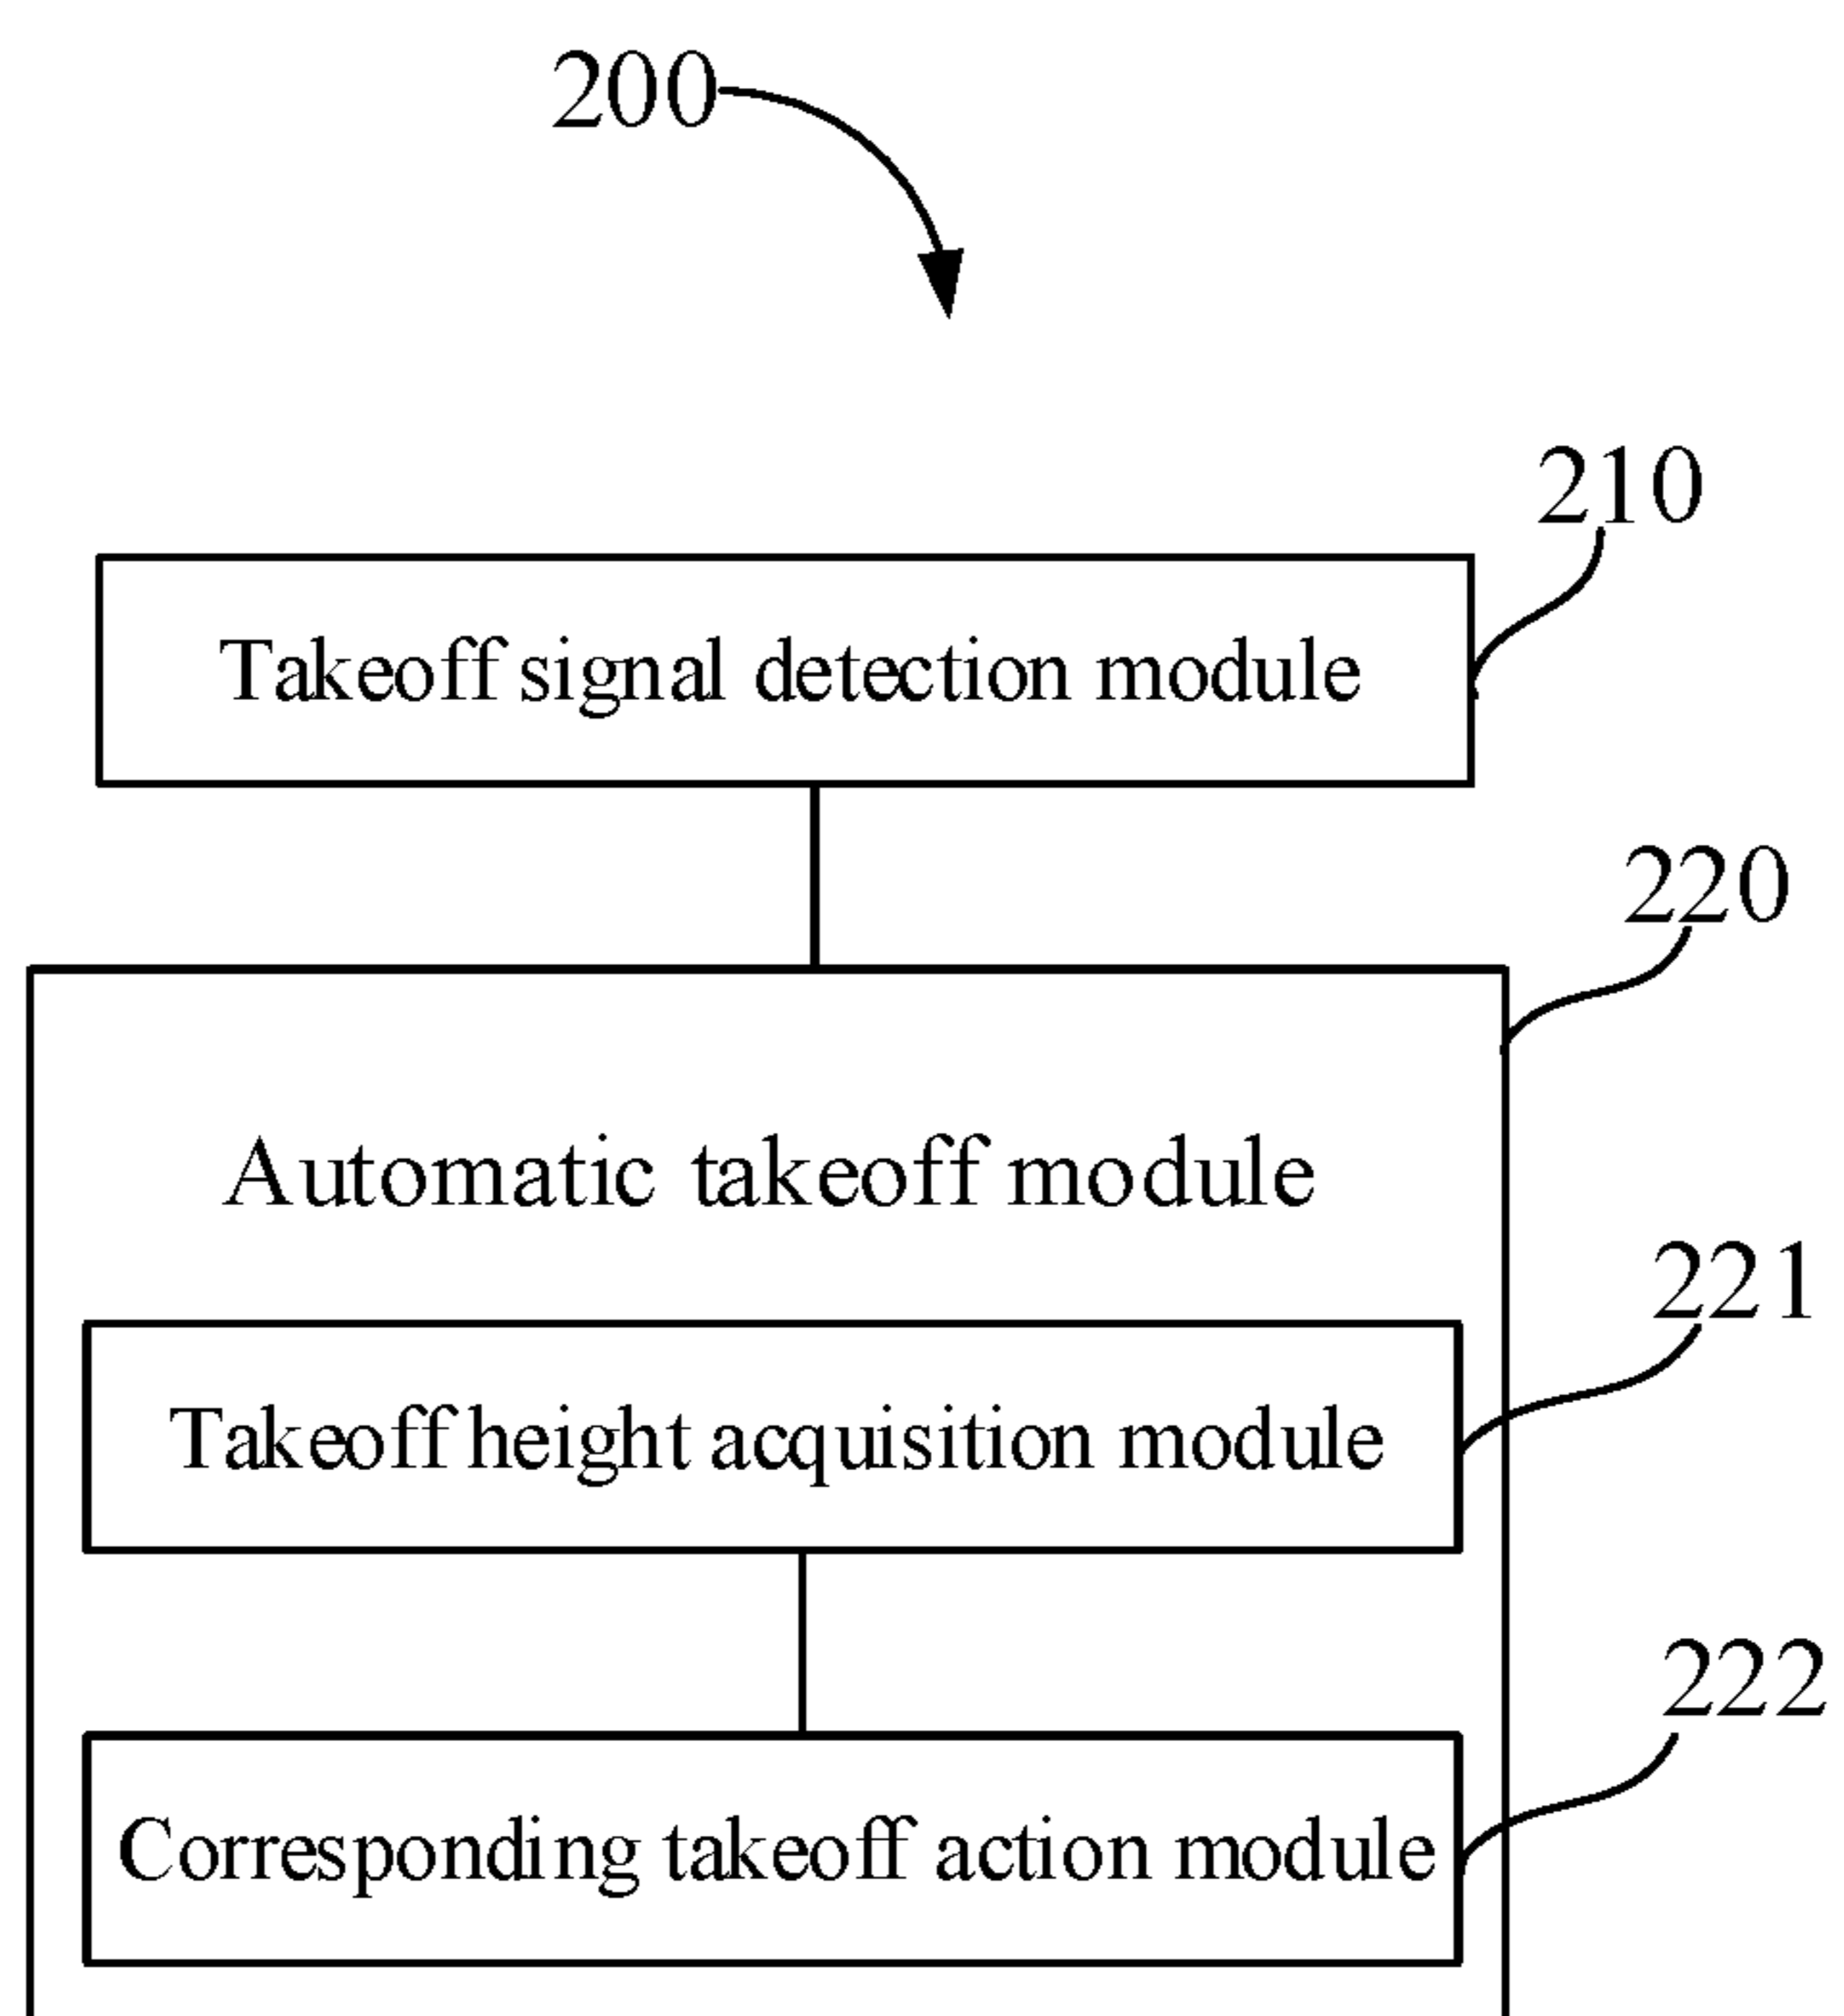 200
210
Takeoff signal detection module
220
Automatic takeoff module
221
Takeoff height acquisition module
222
Corresponding takeoff action module